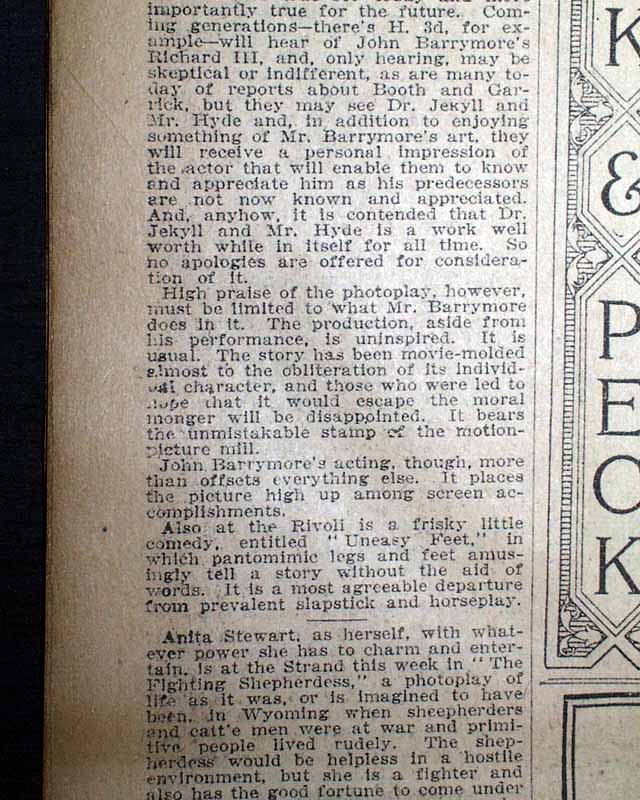 importantly true for the future. Com-
ing generations—there's H. 3d, for ex-
ample—will hear of John Barrymore's
Richard III, and, only hearing, may be
skeptical or indifferent, as are many to-
day of reports about Booth and Gar-
rick, but they may see Dr. Jekyll and
Mr. Hyde and, in addition to enjoying
something of Mr. Barrymore's art, they
will receive a personal impression of
the actor that will enable them to know
and appreciate him as his predecessors
are not now known and appreciated.
And, anyhow, it is contended that Dr.
Jekyll and Mr. Hyde is a work well
worth while in itself for all time. So
no apologies are offered for considera-
tion of it.
High praise of the photoplay, however,
must be limited to what Mr. Barrymore
does in it. The production, aside from
his performance, is uninspired. It is
usual. The story has been movie-molded
almost to the obliteration of its individ-
ual character, and those who were led to
hope that it would escape the moral
monger will be disappointed. It bears
the unmistakable stamp of the motion-
picture mill.
John Barrymore's acting, though, more
than offsets everything else. It places
the picture high up among screen ac-
complishments.
Also at the Rivoli is a frisky little
comedy, entitled "Uneasy Feet," in
which pantomimic legs and feet amus-
ingly tell a story without the aid of
words. It is a most agreeable departure
from prevalent slapstick and horseplay.
Anita Stewart, as herself, with what-
ever power she has to charm and enter-
tain, is at the Strand this week in "The
Fighting Shepherdess," a photoplay of
life as it was, or is imagined to have
been, in Wyoming when sheepherders
and cattle men were at war and primi-
tive people lived rudely. The shep-
herdess would be helpless in a hostile
environment, but she is a fighter and
also has the good fortune to come under
K
&
P
E
C
K